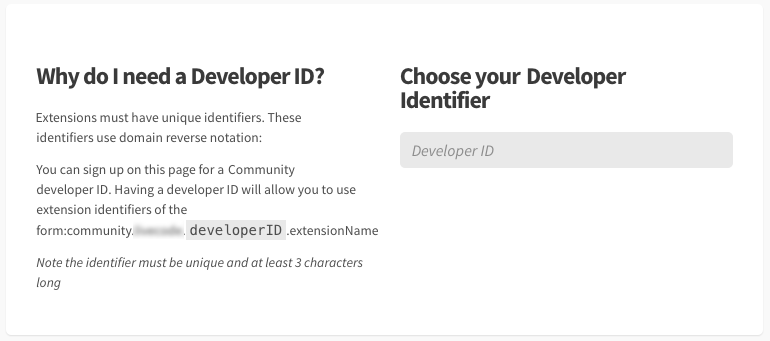 Why do I need a Developer ID?
Extensions must have unique identifiers. These
identifiers use domain reverse notation:
You can sign up on this page for a Community
developer ID. Having a developer ID will allow you to use
extension identifiers of the
form:community. .developerID.extensionName
Note the identifier must be unique and at least 3 characters
long
Choose your Developer
Identifier
Developer ID